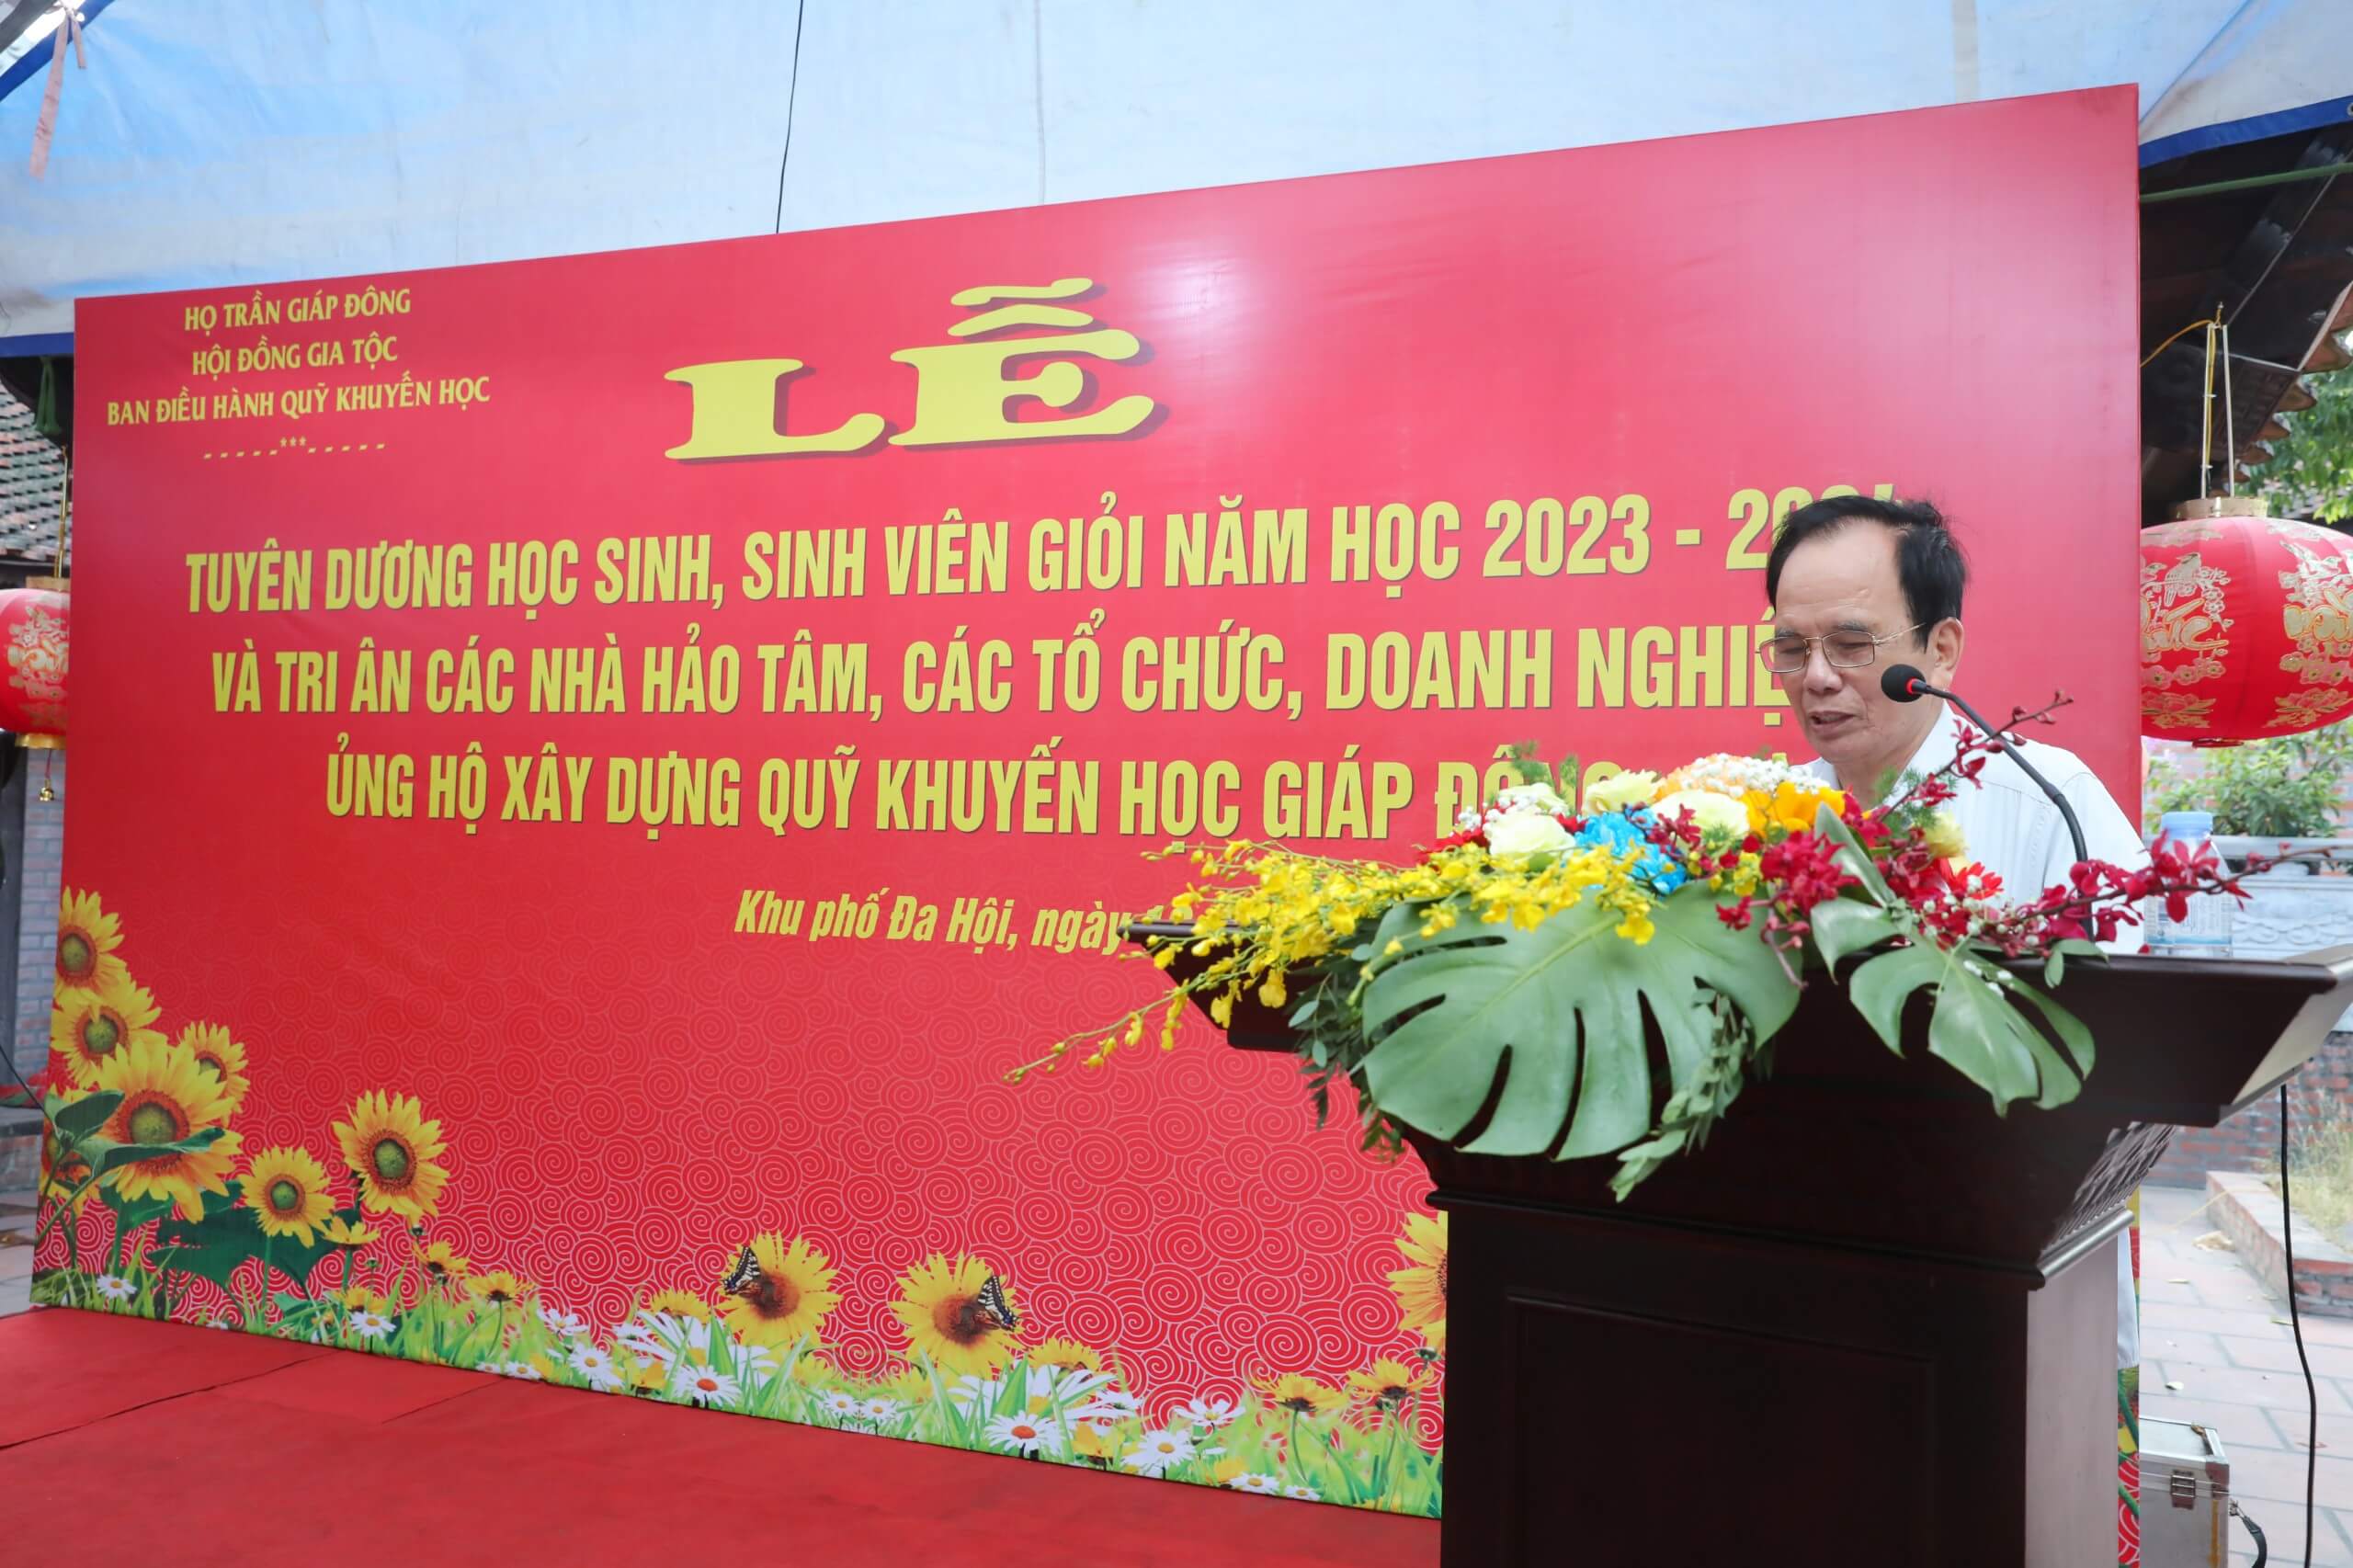 HỌ TRẦN GIÁP ĐÔNG
HỘI ĐỒNG GIA TỘC
BAN ĐIỀU HÀNH QUỸ KHUYẾN HỌC
-----***-----
LỄ
TUYÊN DƯƠNG HỌC SINH, SINH VIÊN GIỎI NĂM HỌC 2023 -
VÀ TRI ÂN CÁC NHÀ HẢO TÂM, CÁC TỔ CHỨC, DOANH
ỦNG HỘ XÂY DỰNG QUỸ KHUYẾN HỌC GIÁP
Khu phố Đa Hội, ngày